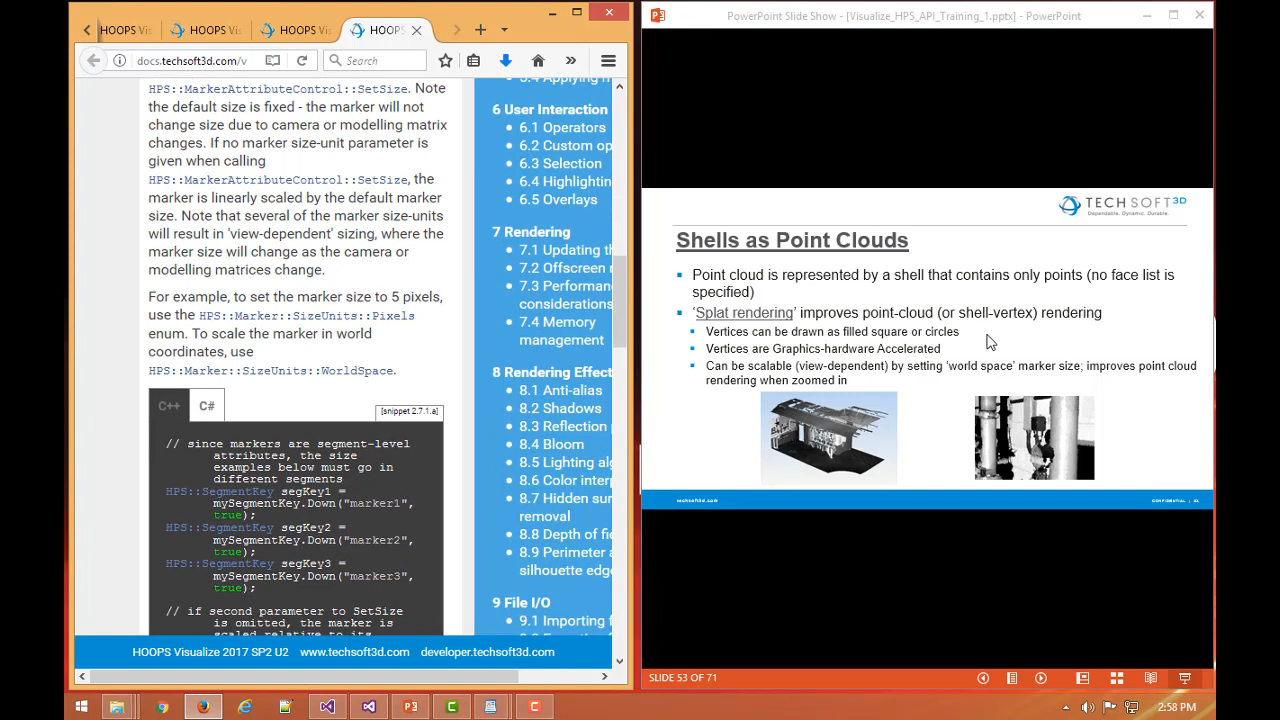 HOOPS Vis
HOOPS Vis
HOOPS Vis
HOOPS
docs.techsoft3d.com/v
Search
HPS::MarkerAttributeControl::SetSize. Note
the default size is fixed - the marker will not
change size due to camera or modelling matrix
changes. If no marker size-unit parameter is
given when calling
HPS::MarkerAttributeControl::SetSize, the
marker is linearly scaled by the default marker
size. Note that several of the marker size-units
will result in 'view-dependent' sizing, where the
marker size will change as the camera or
modelling matrices change.
For example, to set the marker size to 5 pixels,
use the HPS::Marker::SizeUnits::Pixels
enum. To scale the marker in world
coordinates, use
HPS::Marker::SizeUnits::WorldSpace.
C++ C#
[snippet 2.7.1.a]
// since markers are segment-level
attributes, the size
examples below must go in
different segments
HPS::SegmentKey segKey1 =
mySegmentKey.Down("marker1",
true);
HPS::SegmentKey segKey2 =
mySegmentKey.Down("marker2",
true);
HPS::SegmentKey segKey3 =
mySegmentKey.Down("marker3",
true);
// if second parameter to SetSize
is omitted, the marker is
scaled relative to its
6 User Interaction
6.1 Operators
6.2 Custom op
6.3 Selection
6.4 Highlightin
6.5 Overlays
7 Rendering
7.1 Updating th
7.2 Offscreen r
7.3 Performanc
considerations
7.4 Memory
management
8 Rendering Effect
8.1 Anti-alias
8.2 Shadows
8.3 Reflection p
8.4 Bloom
8.5 Lighting alg
8.6 Color interp
8.7 Hidden sur
removal
8.8 Depth of fi
8.9 Perimeter a
silhouette edg
9 File I/O
9.1 Importing f
HOOPS Visualize 2017 SP2 U2 www.techsoft3d.com developer.techsoft3d.com
PowerPoint Slide Show - [Visualize_HPS_API_Training_1.pptx] - PowerPoint
TECH SOFT 3D
Dependable. Dynamic. Durable.
Shells as Point Clouds
Point cloud is represented by a shell that contains only points (no face list is
specified)
'Splat rendering' improves point-cloud (or shell-vertex) rendering
Vertices can be drawn as filled square or circles
Vertices are Graphics-hardware Accelerated
Can be scalable (view-dependent) by setting 'world space' marker size; improves point cloud
rendering when zoomed in
techsoft3d.com
CONFIDENTIAL
SLIDE 53 OF 71
2:58 PM